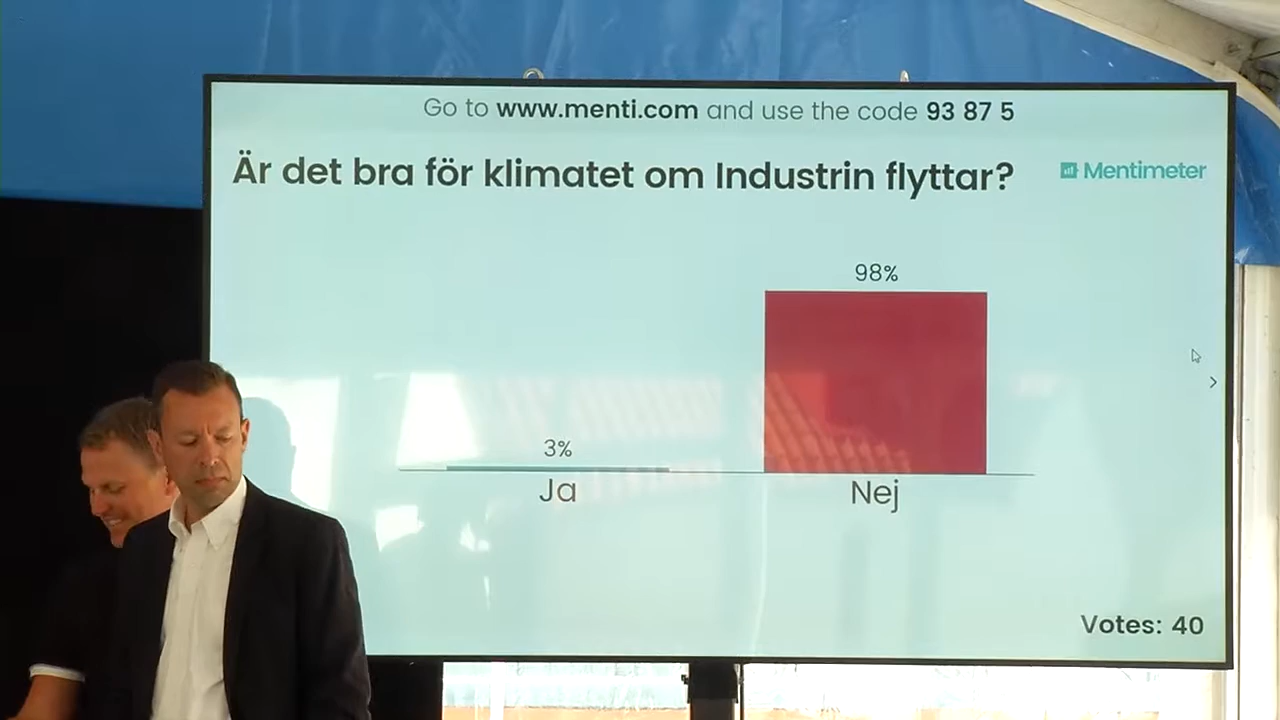 Go to www.menti.com and use the code 93 87 5
Är det bra för klimatet om Industrin flyttar?
Mentimeter
98%
3%
Ja
Nej
Votes: 40